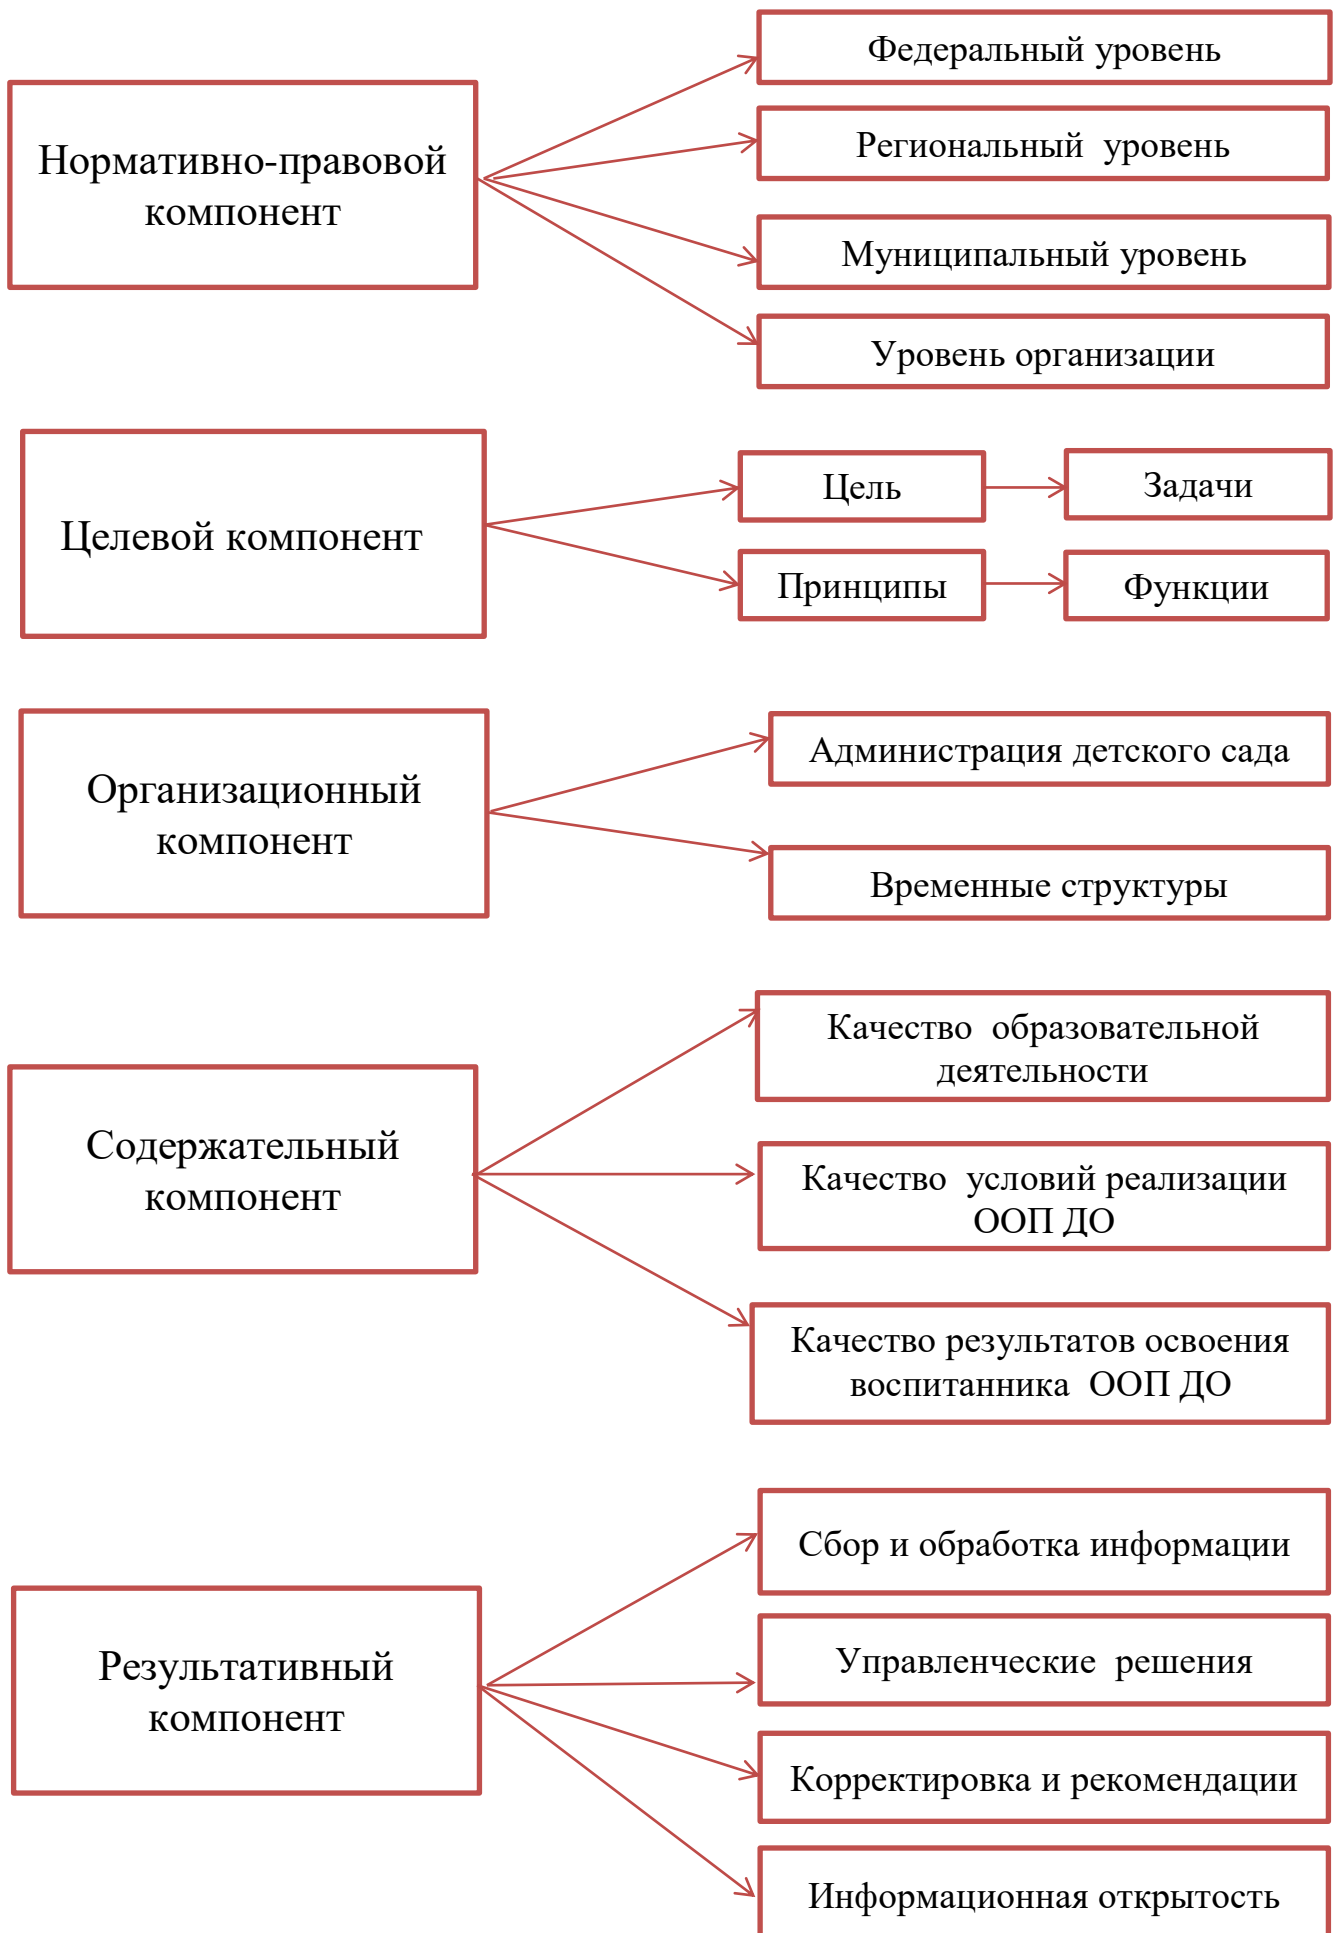 Нормативно-правовой
компонент
Федеральный уровень
Региональный уровень
Муниципальный уровень
Уровень организации
Целевой компонент
Цель
Задачи
Принципы
Функции
Организационный
компонент
Администрация детского сада
Временные структуры
Содержательный
компонент
Качество образовательной
деятельности
Качество условий реализации
ООП ДО
Качество результатов освоения
воспитанника ООП ДО
Результативный
компонент
Сбор и обработка информации
Управленческие решения
Корректировка и рекомендации
Информационная открытость